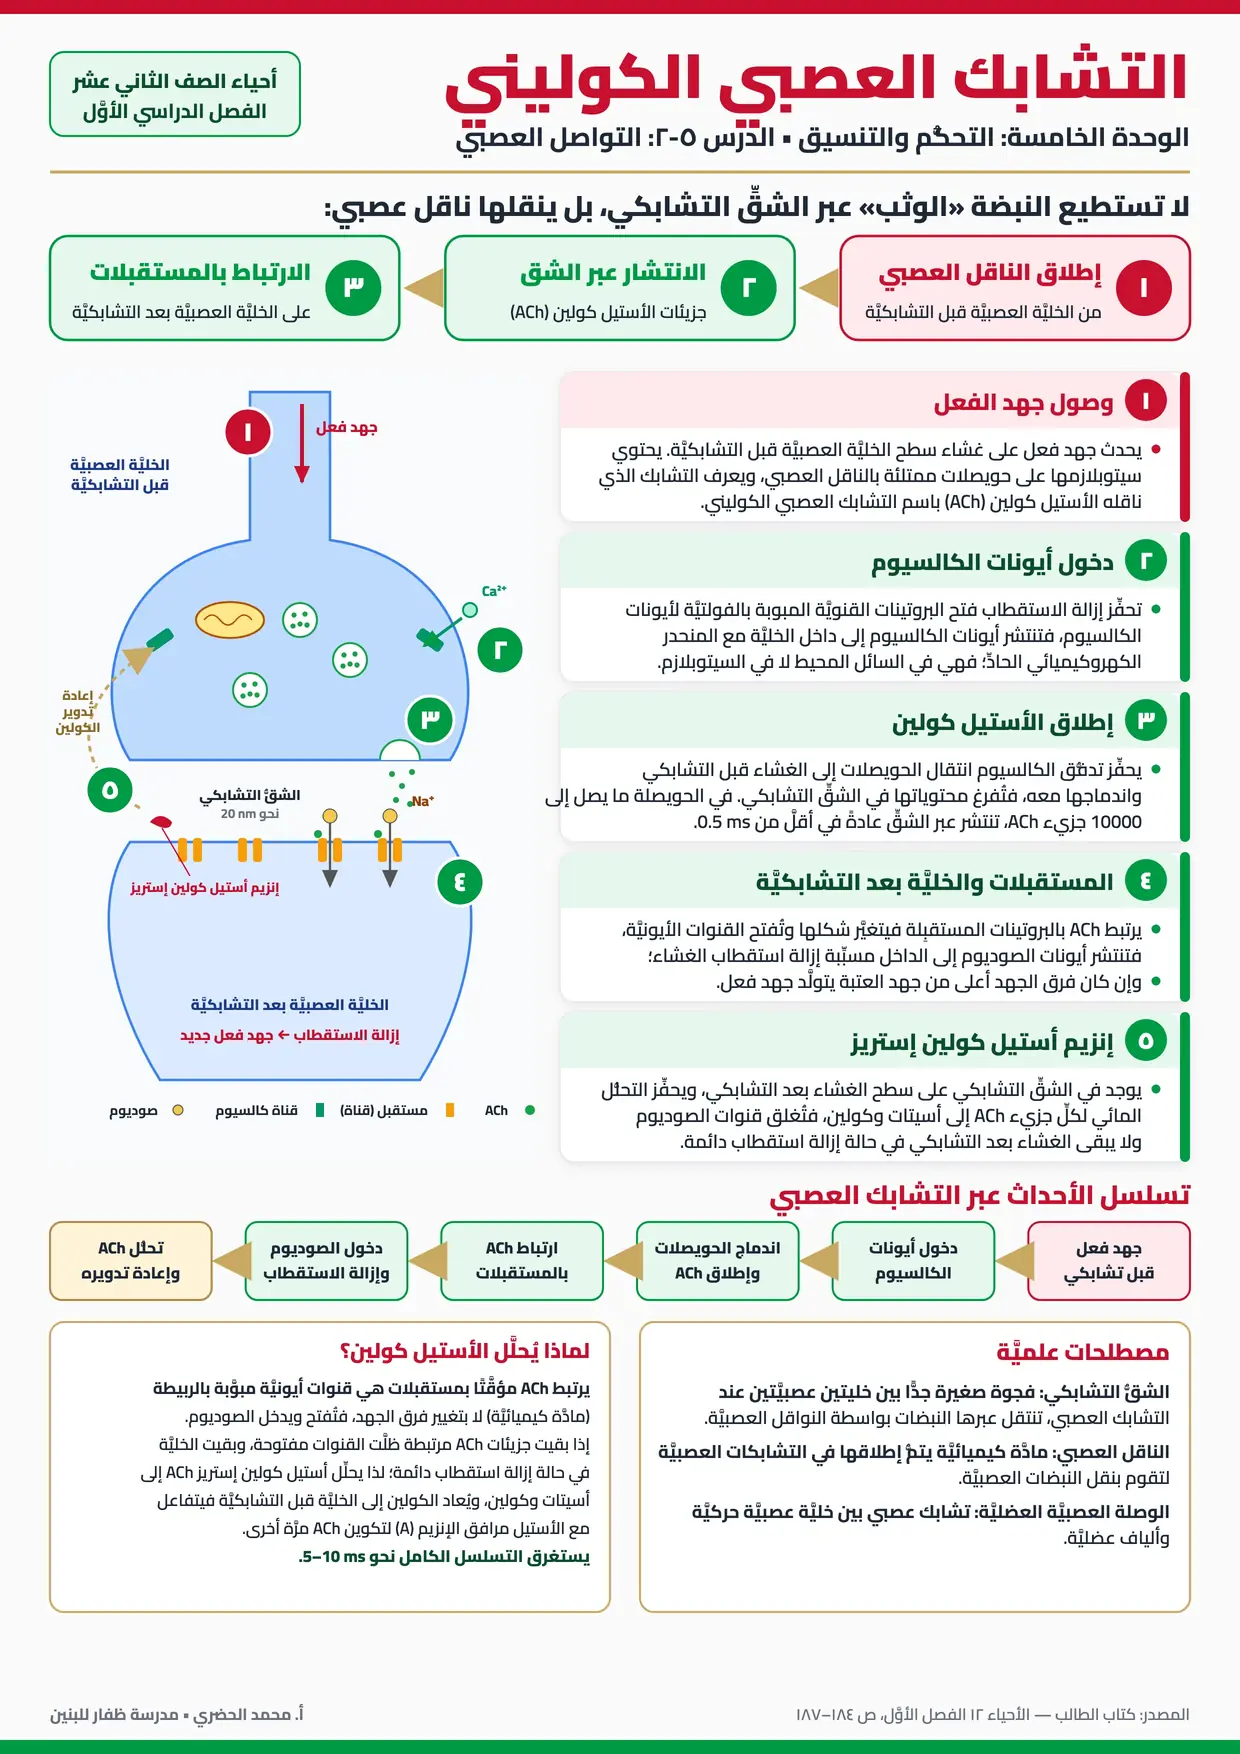 التشابك العصبي الكوليني
أحياء الصف الثاني عشر
الفصل الدراسي الأوَّل
الوحدة الخامسة: التحكُّم والتنسيق • الدرس ٥-٢: التواصل العصبي
لا تستطيع النبضة «الوثب» عبر الشقِّ التشابكي، بل ينقلها ناقل عصبي:
١
إطلاق الناقل العصبي
من الخليَّة العصبيَّة قبل التشابكيَّة
٢
الانتشار عبر الشق
جزيئات الأستيل كولين (ACh)
٣
الارتباط بالمستقبلات
على الخليَّة العصبيَّة بعد التشابكيَّة
١
وصول جهد الفعل
• يحدث جهد فعل على غشاء سطح الخليَّة العصبيَّة قبل التشابكيَّة. يحتوي
سيتوبلازمها على حويصلات ممتلئة بالناقل العصبي، ويعرف التشابك الذي
ناقله الأستيل كولين (ACh) باسم التشابك العصبي الكوليني.
٢
دخول أيونات الكالسيوم
• تحفِّز إزالة الاستقطاب فتح البروتينات القنويَّة المبوبة بالفولتيَّة لأيونات
الكالسيوم، فتنتشر أيونات الكالسيوم إلى داخل الخليَّة مع المنحدر
الكهروكيميائي الحادِّ؛ فهي في السائل المحيط لا في السيتوبلازم.
٣
إطلاق الأستيل كولين
• يحفِّز تدفُّق الكالسيوم انتقال الحويصلات إلى الغشاء قبل التشابكي
واندماجها معه، فتُفرغ محتوياتها في الشقِّ التشابكي. في الحويصلة ما يصل إلى
10000 جزيء ACh، تنتشر عبر الشقِّ عادةً في أقلَّ من 0.5 ms.
٤
المستقبلات والخليَّة بعد التشابكيَّة
• يرتبط ACh بالبروتينات المستقبِلة فيتغيَّر شكلها وتُفتح القنوات الأيونيَّة،
فتنتشر أيونات الصوديوم إلى الداخل مسبِّبة إزالة استقطاب الغشاء؛
• وإن كان فرق الجهد أعلى من جهد العتبة يتولَّد جهد فعل.
٥
إنزيم أستيل كولين إستريز
• يوجد في الشقِّ التشابكي على سطح الغشاء بعد التشابكي، ويحفِّز التحلُّل
المائي لكلِّ جزيء ACh إلى أسيتات وكولين، فتُغلق قنوات الصوديوم
ولا يبقى الغشاء بعد التشابكي في حالة إزالة استقطاب دائمة.
١
جهد فعل
الخليَّة العصبيَّة
قبل التشابكيَّة
Ca²⁺
٢
٣
إعادة
تدوير
الكولين
٥
الشقُّ التشابكي
نحو 20 nm
Na⁺
٤
إنزيم أستيل كولين إستريز
الخليَّة العصبيَّة بعد التشابكيَّة
إزالة الاستقطاب ← جهد فعل جديد
ACh
مستقبل (قناة)
قناة كالسيوم
صوديوم
تسلسل الأحداث عبر التشابك العصبي
جهد فعل
قبل تشابكي
دخول أيونات
الكالسيوم
اندماج الحويصلات
وإطلاق ACh
ارتباط ACh
بالمستقبلات
دخول الصوديوم
وإزالة الاستقطاب
تحلُّل ACh
وإعادة تدويره
مصطلحات علميَّة
الشقُّ التشابكي: فجوة صغيرة جدًّا بين خليتين عصبيَّتين عند
التشابك العصبي، تنتقل عبرها النبضات بواسطة النواقل العصبيَّة.
الناقل العصبي: مادَّة كيميائيَّة يتمُّ إطلاقها في التشابكات العصبيَّة
لتقوم بنقل النبضات العصبيَّة.
الوصلة العصبيَّة العضليَّة: تشابك عصبي بين خليَّة عصبيَّة حركيَّة
وألياف عضليَّة.
لماذا يُحلَّل الأستيل كولين؟
يرتبط ACh مؤقَّتًا بمستقبلات هي قنوات أيونيَّة مبوَّبة بالربيطة
(مادَّة كيميائيَّة) لا بتغيير فرق الجهد، فتُفتح ويدخل الصوديوم.
إذا بقيت جزيئات ACh مرتبطة ظلَّت القنوات مفتوحة، وبقيت الخليَّة
في حالة إزالة استقطاب دائمة؛ لذا يحلِّل أستيل كولين إستريز ACh إلى
أسيتات وكولين، ويُعاد الكولين إلى الخليَّة قبل التشابكيَّة فيتفاعل
مع الأستيل مرافق الإنزيم (A) لتكوين ACh مرَّة أخرى.
يستغرق التسلسل الكامل نحو 5–10 ms.
المصدر: كتاب الطالب — الأحياء ١٢ الفصل الأوَّل، ص ١٨٤–١٨٧
أ. محمد الحضري • مدرسة ظفار للبنين